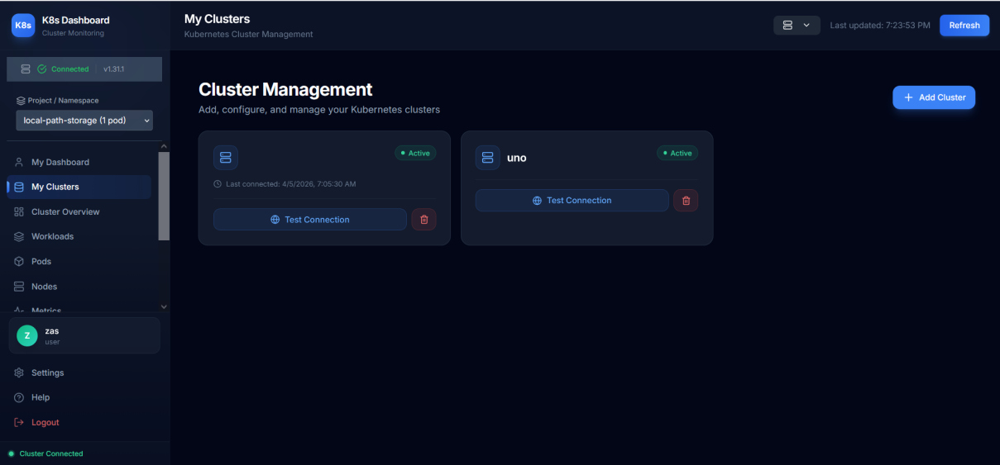 K8s
K8s Dashboard
Cluster Monitoring
Connected
v1.31.1
Project / Namespace
local-path-storage (1 pod)
My Dashboard
My Clusters
Cluster Overview
Workloads
Pods
Nodes
Metrics
Z
zas
user
Settings
Help
Logout
Cluster Connected
My Clusters
Kubernetes Cluster Management
Last updated: 7:23:53 PM
Refresh
Cluster Management
Add, configure, and manage your Kubernetes clusters
Add Cluster
Active
Last connected: 4/5/2026, 7:05:30 AM
Test Connection
uno
Active
Test Connection